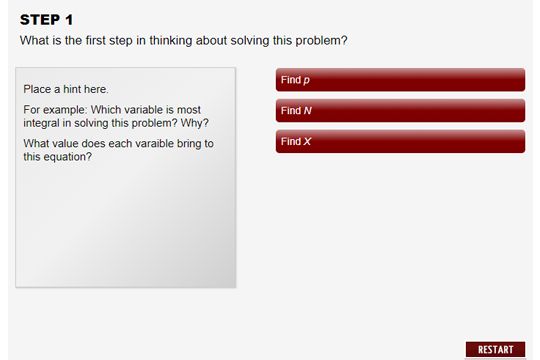 STEP 1
What is the first step in thinking about solving this problem?
Place a hint here.
For example: Which variable is most
integral in solving this problem? Why?
What value does each varaible bring to
this equation?
Find p
Find N
Find X
RESTART